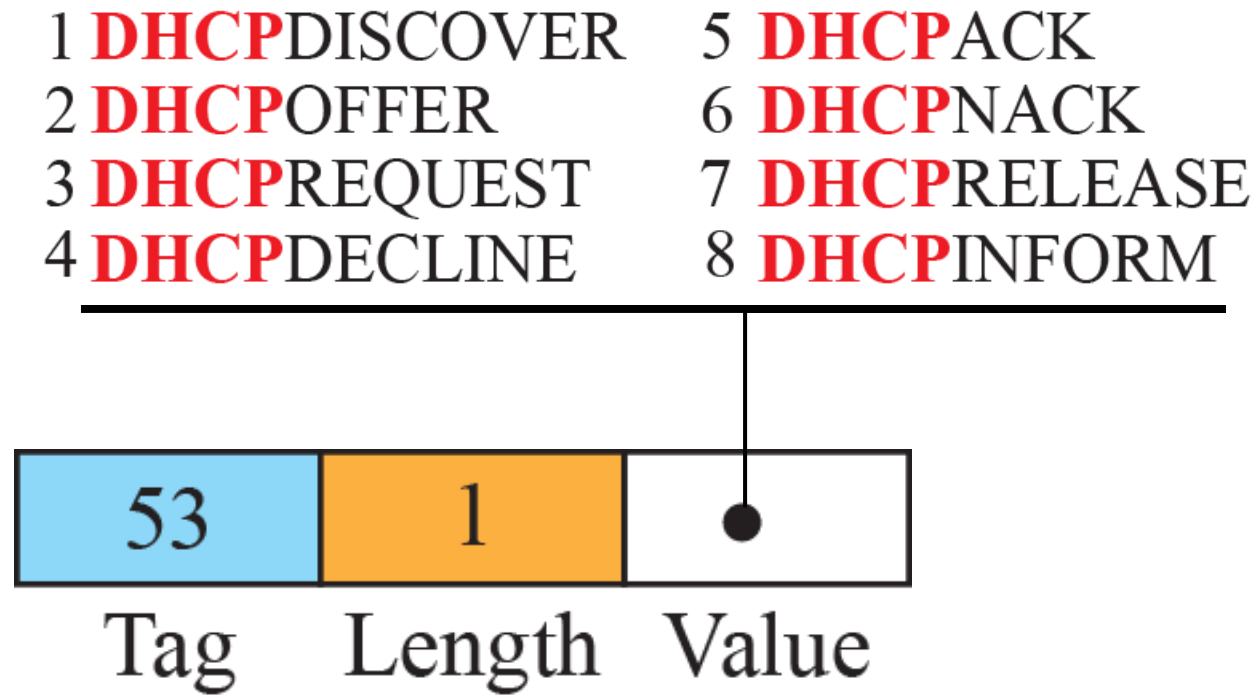 1 DHCPDISCOVER
2 DHCPOFFER
3 DHCPREQUEST
4 DHCPDECLINE
5 DHCPACK
6 DHCPNACK
7 DHCPRELEASE
8 DHCPINFORM
53 1
Tag Length Value